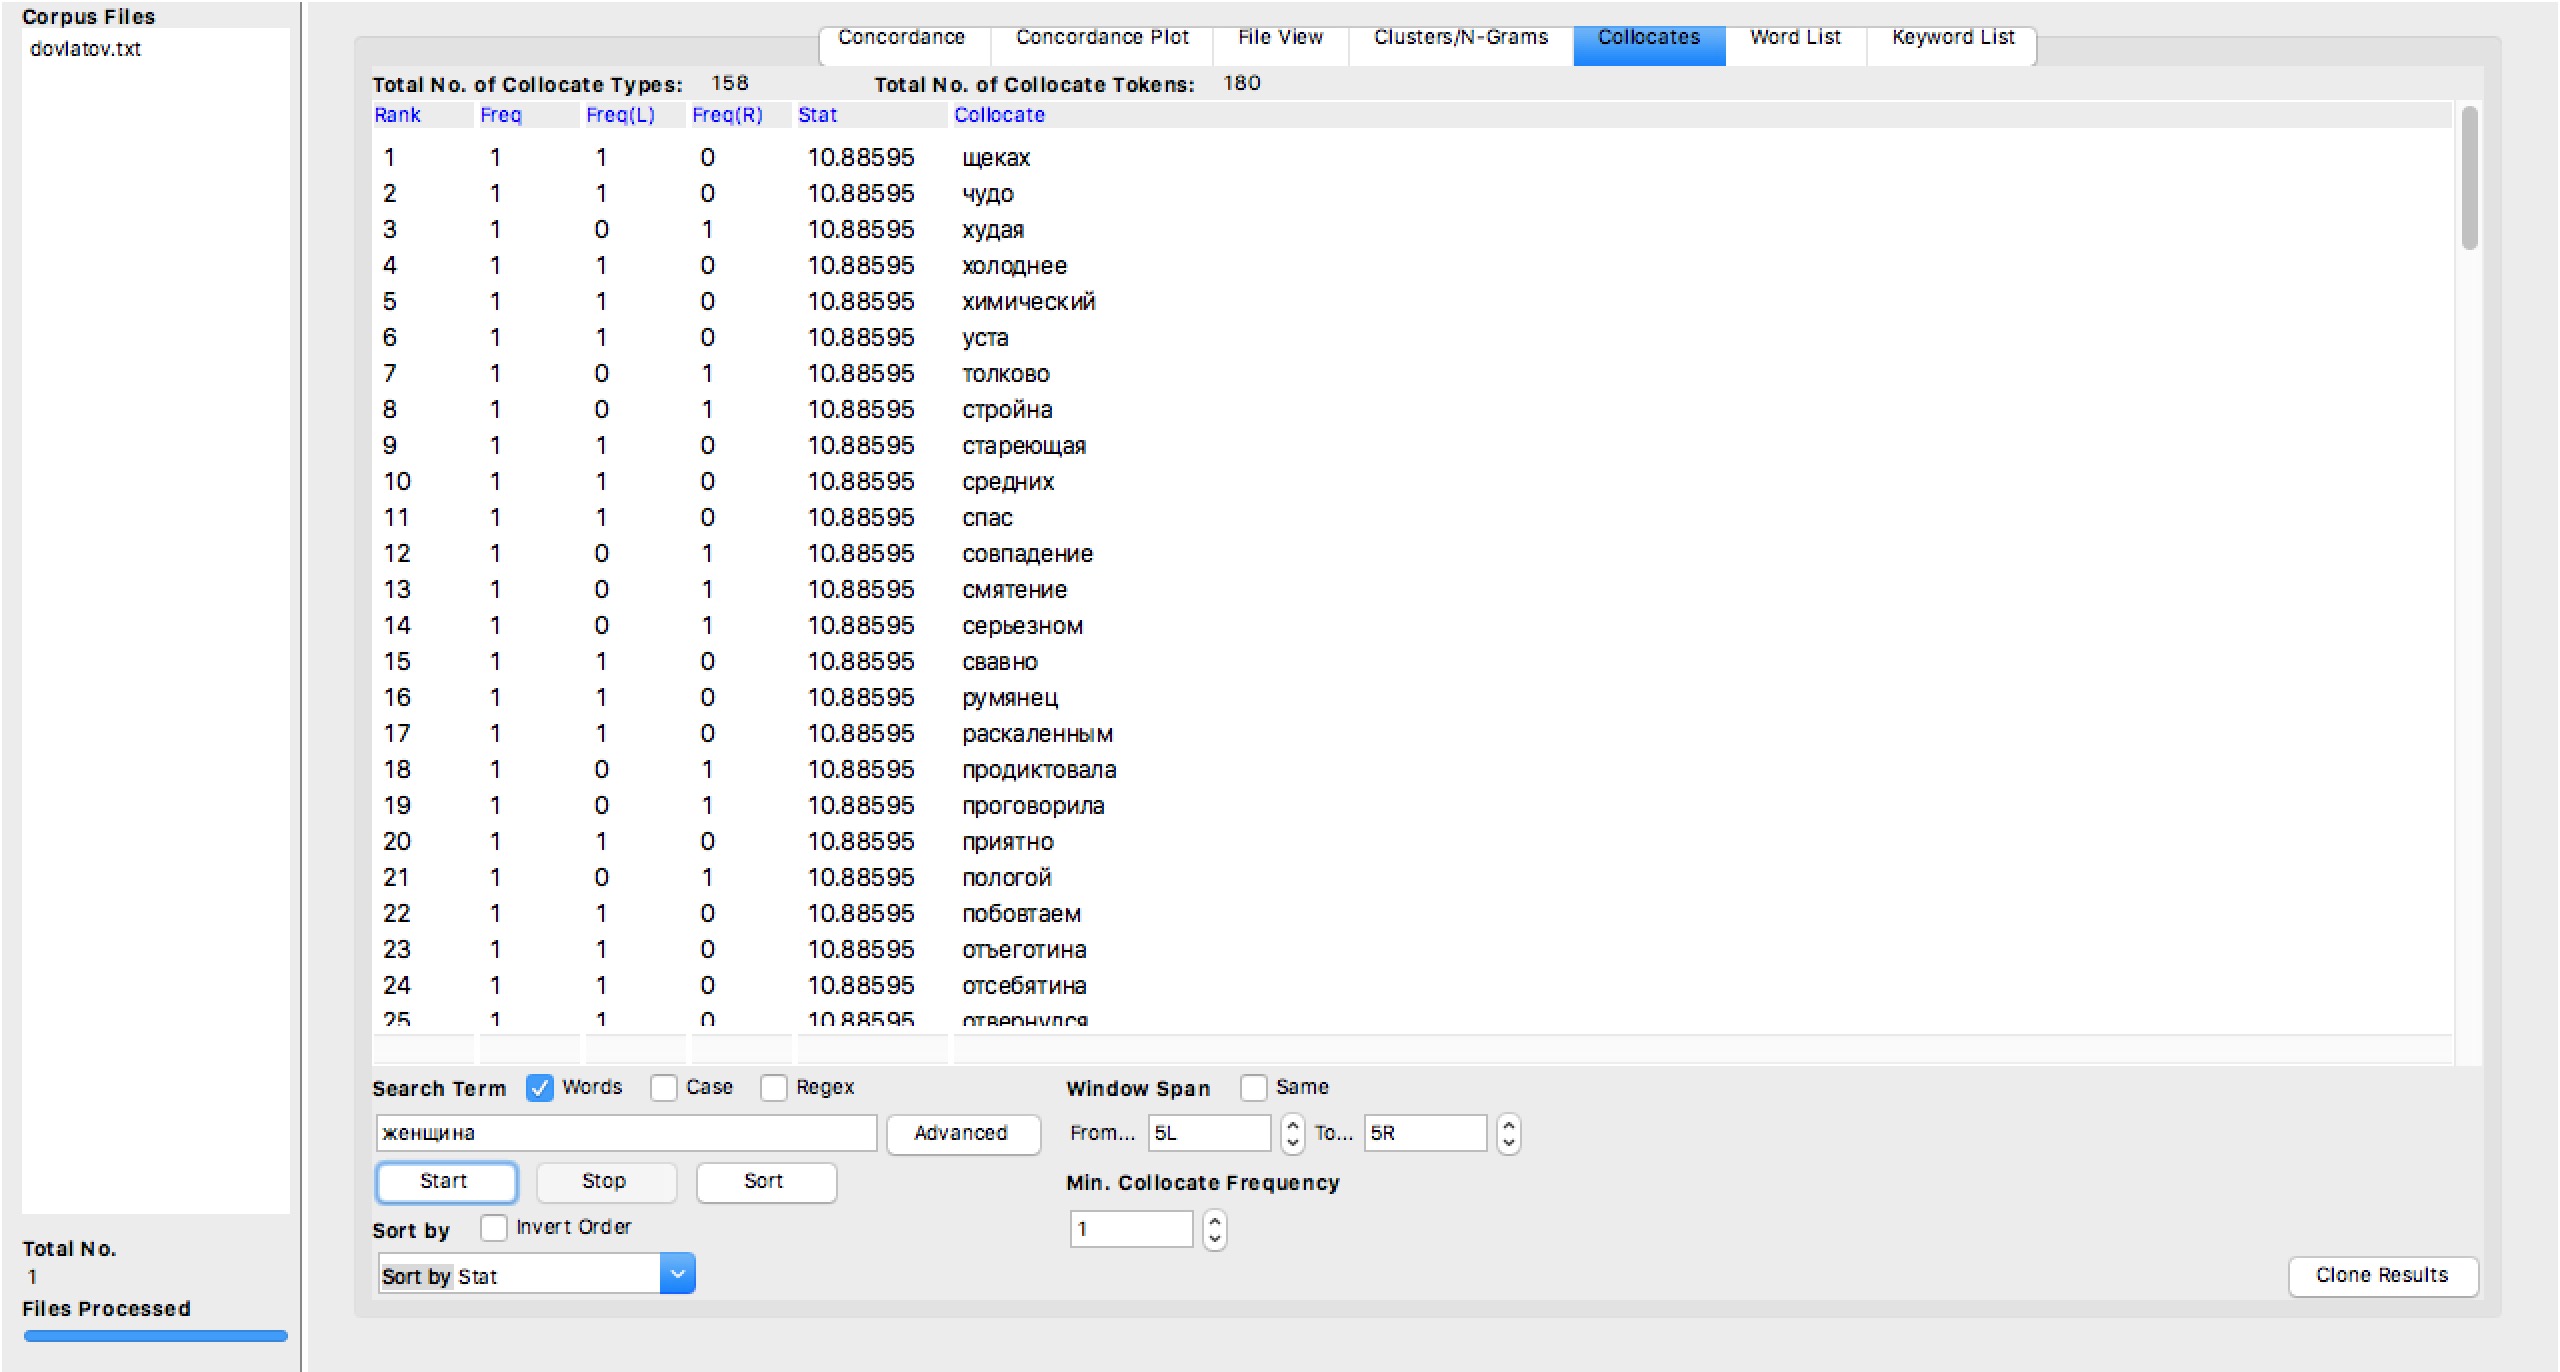 Corpus Files
dovlatov.txt
Concordance Concordance Plot File View Clusters/N-Grams Collocates Word List Keyword List
Total No. of Collocate Types: 158 Total No. of Collocate Tokens: 180
Rank Freq Freq(L) Freq(R) Stat Collocate
1 1 1 0 10.88595 щеках
2 1 1 0 10.88595 чудо
3 1 0 1 10.88595 худая
4 1 1 0 10.88595 холоднее
5 1 1 0 10.88595 химический
6 1 1 0 10.88595 уста
7 1 0 1 10.88595 толково
8 1 0 1 10.88595 стройна
9 1 1 0 10.88595 стареющая
10 1 1 0 10.88595 средних
11 1 1 0 10.88595 спас
12 1 0 1 10.88595 совпадение
13 1 0 1 10.88595 смятение
14 1 0 1 10.88595 серьезном
15 1 1 0 10.88595 свавно
16 1 1 0 10.88595 румянец
17 1 1 0 10.88595 раскаленным
18 1 0 1 10.88595 продиктовала
19 1 0 1 10.88595 проговорила
20 1 1 0 10.88595 приятно
21 1 0 1 10.88595 пологой
22 1 1 0 10.88595 побовтаем
23 1 1 0 10.88595 отъеготина
24 1 1 0 10.88595 отсебятина
25 1 1 0 10.88595 отвернулся
Search Term Words Case Regex Window Span Same
женщина Advanced From... 5L To... 5R
Start Stop Sort Min. Collocate Frequency
Sort by Invert Order 1
Sort by Stat
Clone Results
Total No.
1
Files Processed